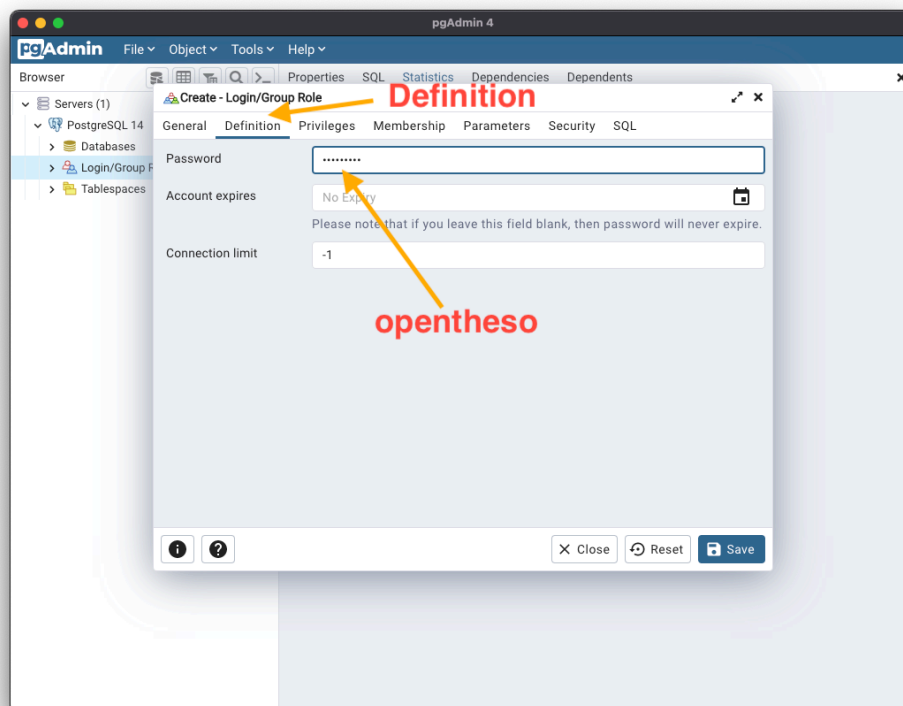 pgAdmin 4
pgAdmin File Object Tools Help
Browser Properties SQL Statistics Dependencies Dependents
Servers (1)
PostgreSQL 14
Databases
Login/Group R
Tablespaces
Create - Login/Group Role
Definition
General Definition Privileges Membership Parameters Security SQL
Password •••••••••
Account expires No Expiry
Please note that if you leave this field blank, then password will never expire.
Connection limit -1
opentheso
Close Reset Save